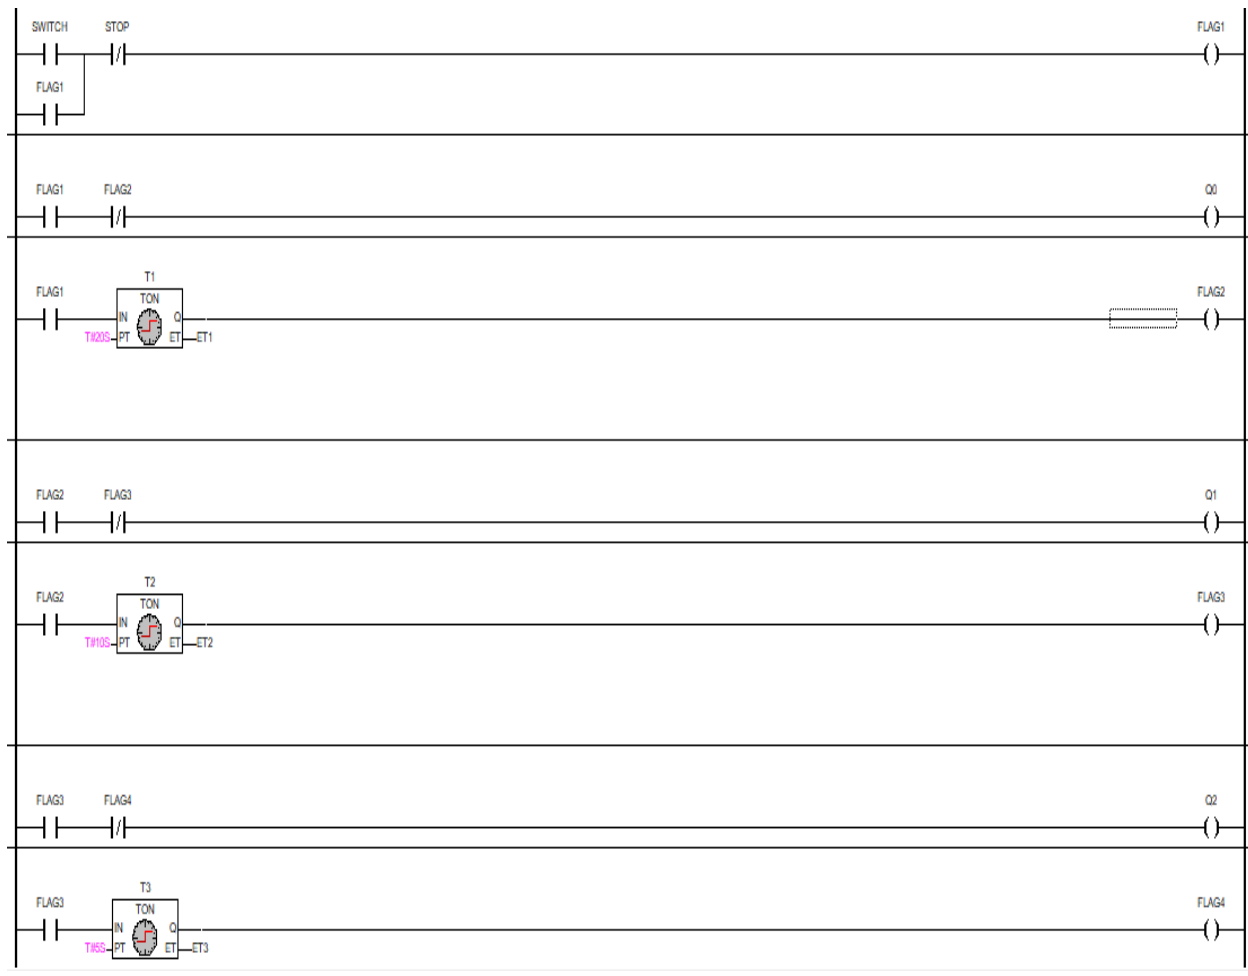 SWITCH STOP FLAG1
FLAG1
FLAG1 FLAG2 Q0
T1
FLAG1 TON FLAG2
IN Q
T#20S PT ET ET1
FLAG2 FLAG3 Q1
T2
FLAG2 TON FLAG3
IN Q
T#10S PT ET ET2
FLAG3 FLAG4 Q2
T3
FLAG3 TON FLAG4
IN Q
T#5S PT ET ET3